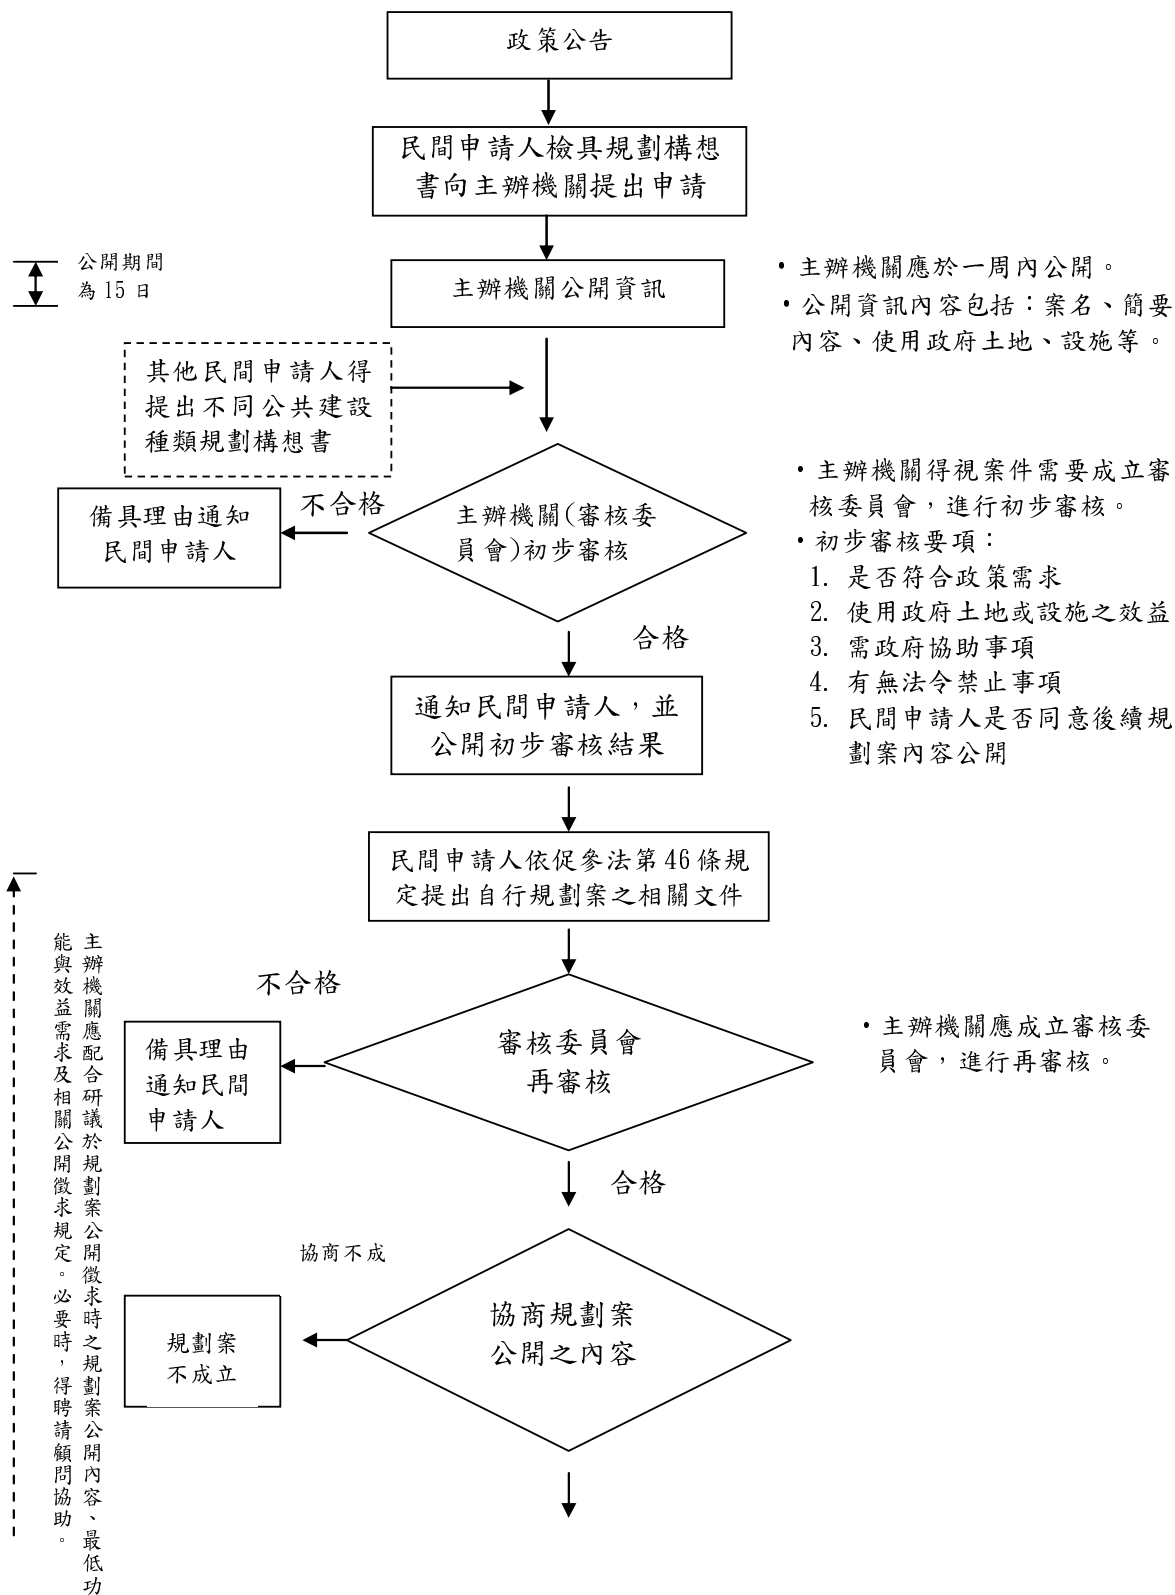 政策公告
民間申請人檢具規劃構想
書向主辦機關提出申請
公開期間
為 15 日
主辦機關公開資訊
・主辦機關應於一周內公開。
・公開資訊內容包括：案名、簡要
內容、使用政府土地、設施等。
其他民間申請人得
提出不同公共建設
種類規劃構想書
不合格
備具理由通知
民間申請人
主辦機關(審核委
員會)初步審核
・主辦機關得視案件需要成立審
核委員會，進行初步審核。
・初步審核要項：
1. 是否符合政策需求
2. 使用政府土地或設施之效益
3. 需政府協助事項
4. 有無法令禁止事項
5. 民間申請人是否同意後續規
劃案內容公開
合格
通知民間申請人，並
公開初步審核結果
民間申請人依促參法第 46 條規
定提出自行規劃案之相關文件
主辦機關應配合研議於規劃案公開徵求時之規劃案公開內容、最低功
能與效益需求及相關公開徵求規定。必要時，得聘請顧問協助。
不合格
備具理由
通知民間
申請人
審核委員會
再審核
・主辦機關應成立審核委
員會，進行再審核。
合格
協商不成
規劃案
不成立
協商規劃案
公開之內容